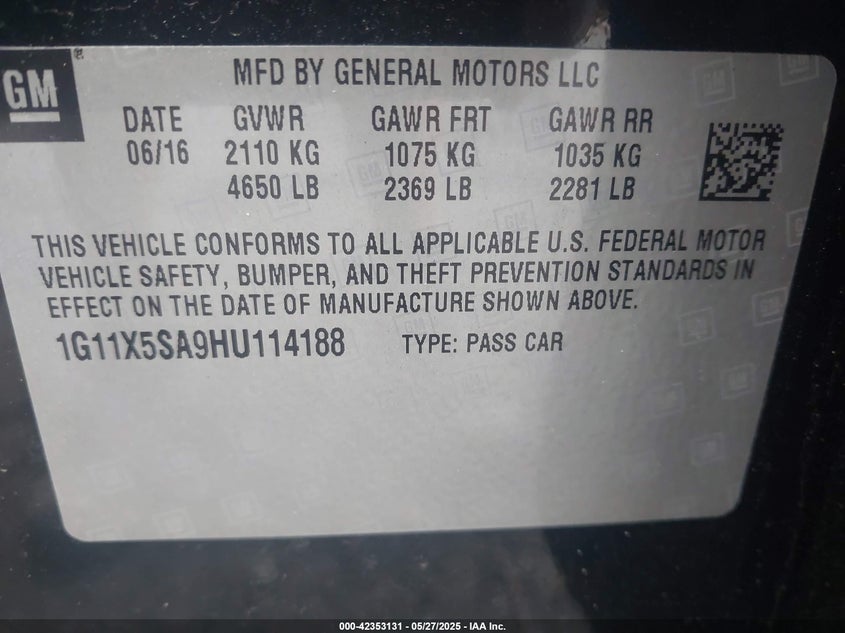 GM ®
MFD BY GENERAL MOTORS LLC
DATE GVWR GAWR FRT GAWR RR
06/16 2110 KG 1075 KG 1035 KG
4650 LB 2369 LB 2281 LB
THIS VEHICLE CONFORMS TO ALL APPLICABLE U.S. FEDERAL MOTOR
VEHICLE SAFETY, BUMPER, AND THEFT PREVENTION STANDARDS IN
EFFECT ON THE DATE OF MANUFACTURE SHOWN ABOVE.
1G11X5SA9HU114188 TYPE: PASS CAR
000-42353131 - 05/27/2025 - IAA Inc.